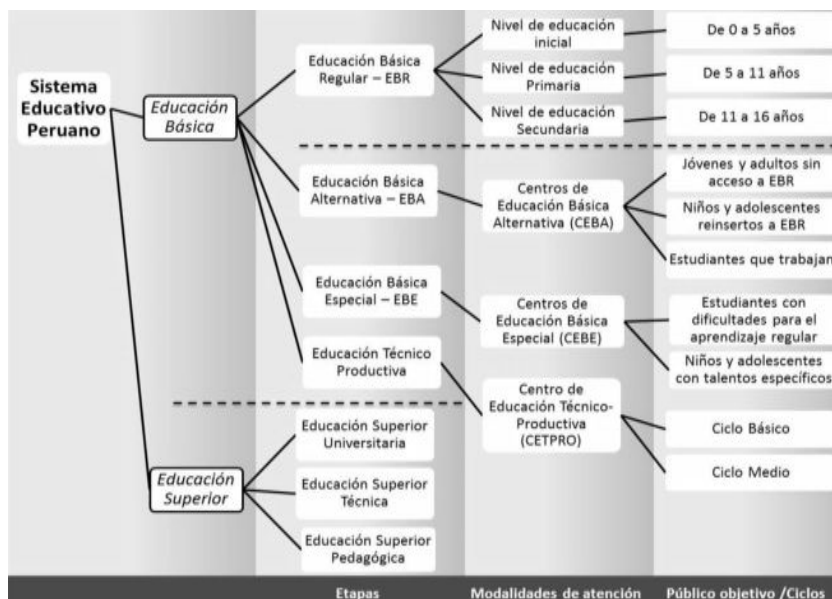 Sistema
Educativo
Peruano
Educación
Básica
Educación Básica
Regular – EBR
Nivel de educación
inicial
De 0 a 5 años
Nivel de educación
Primaria
De 5 a 11 años
Nivel de educación
Secundaria
De 11 a 16 años
Educación Básica
Alternativa – EBA
Centros de
Educación Básica
Alternativa (CEBA)
Jóvenes y adultos sin
acceso a EBR
Niños y adolescentes
reinsertos a EBR
Estudiantes que trabajan
Educación Básica
Especial – EBE
Centros de
Educación Básica
Especial (CEBE)
Estudiantes con
dificultades para el
aprendizaje regular
Niños y adolescentes
con talentos específicos
Educación Técnico
Productiva
Centro de
Educación Técnico-
Productiva
(CETPRO)
Ciclo Básico
Ciclo Medio
Educación
Superior
Educación Superior
Universitaria
Educación Superior
Técnica
Educación Superior
Pedagógica
Etapas
Modalidades de atención
Público objetivo /Ciclos